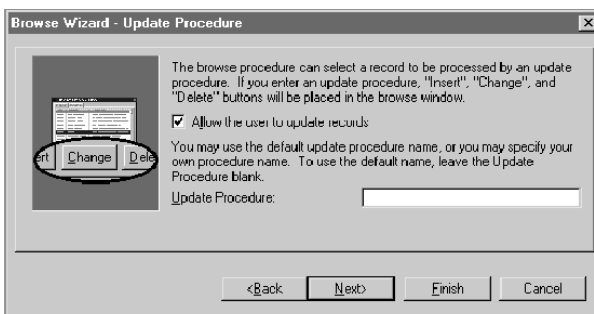 Browse Wizard - Update Procedure
The browse procedure can select a record to be processed by an update
procedure. If you enter an update procedure, "Insert", "Change", and
"Delete" buttons will be placed in the browse window.
Allow the user to update records
You may use the default update procedure name, or you may specify your
own procedure name. To use the default name, leave the Update
Procedure blank.
Update Procedure:
ert Change Dele
<Back Next> Finish Cancel